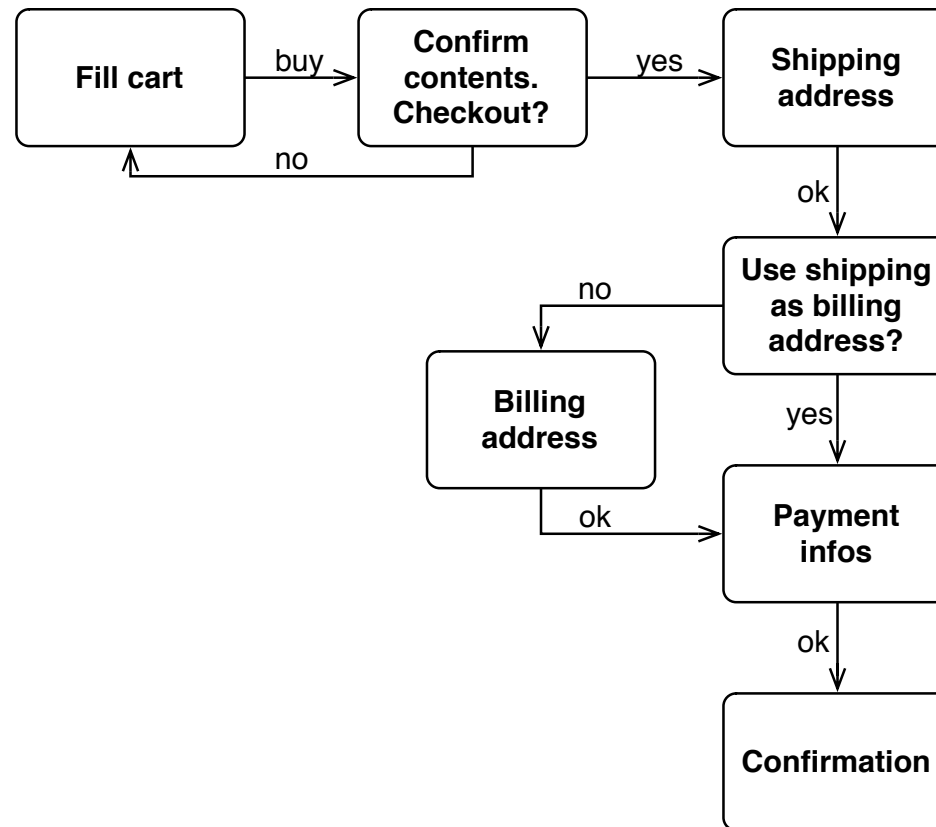 Fill cart
buy
Confirm
contents.
Checkout?
yes
Shipping
address
no
ok
Use shipping
as billing
address?
no
Billing
address
yes
ok
Payment
infos
ok
Confirmation